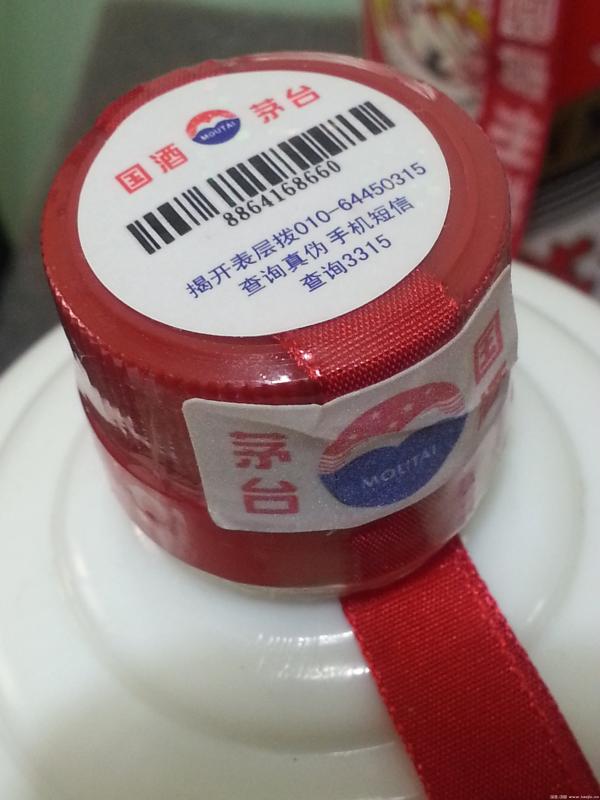 国酒 MOUTAI 茅台
8864168660
揭开表层拨010-64450315
查询真伪 手机短信
查询3315
国酒
茅台
MOUTAI